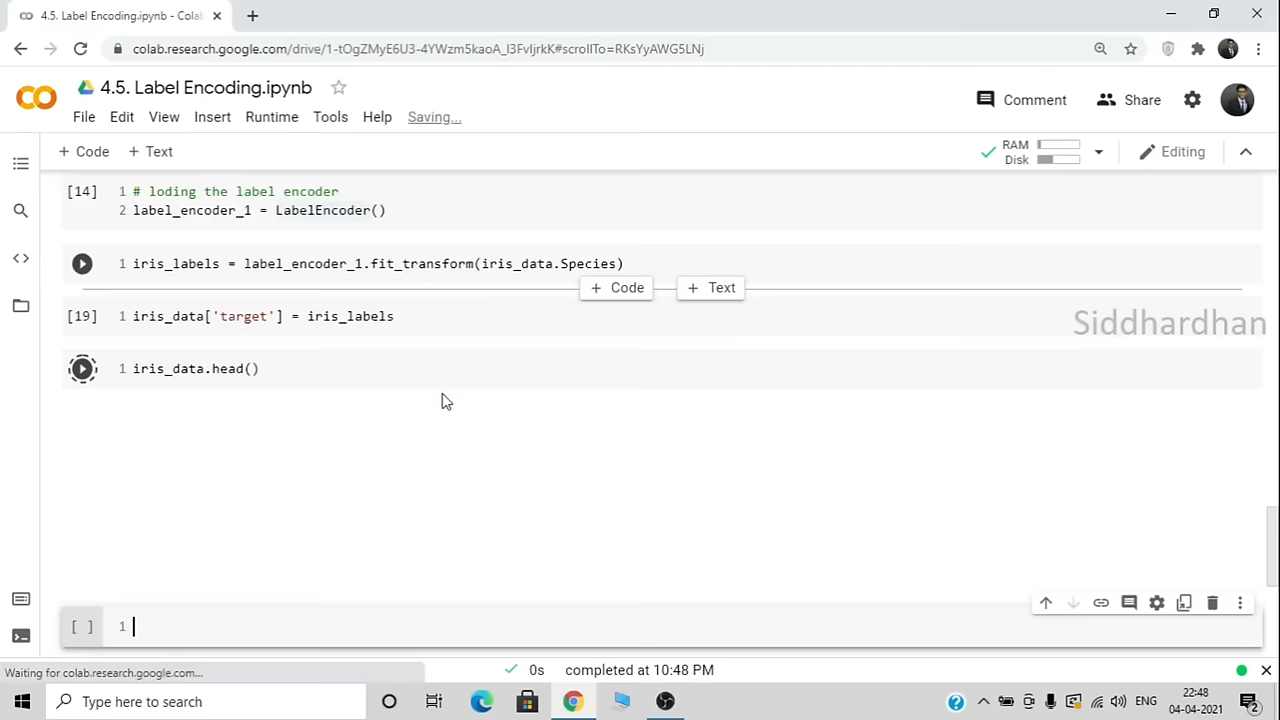 4.5. Label Encoding.ipynb - Cola
colab.research.google.com/drive/1-tOgZMyE6U3-4YWzm5kaoA_I3FvIjrkK#scrollTo=RKsYyAWG5LNj
4.5. Label Encoding.ipynb
Comment
Share
File Edit View Insert Runtime Tools Help Saving...
+ Code + Text
RAM
Disk
Editing
[14] 1 # loding the label encoder
2 label_encoder_1 = LabelEncoder()
1 iris_labels = label_encoder_1.fit_transform(iris_data.Species)
+ Code + Text
[19] 1 iris_data['target'] = iris_labels
Siddhardhan
1 iris_data.head()
[ ] 1
Waiting for colab.research.google.com...
0s completed at 10:48 PM
Type here to search
ENG
22:48
04-04-2021
2